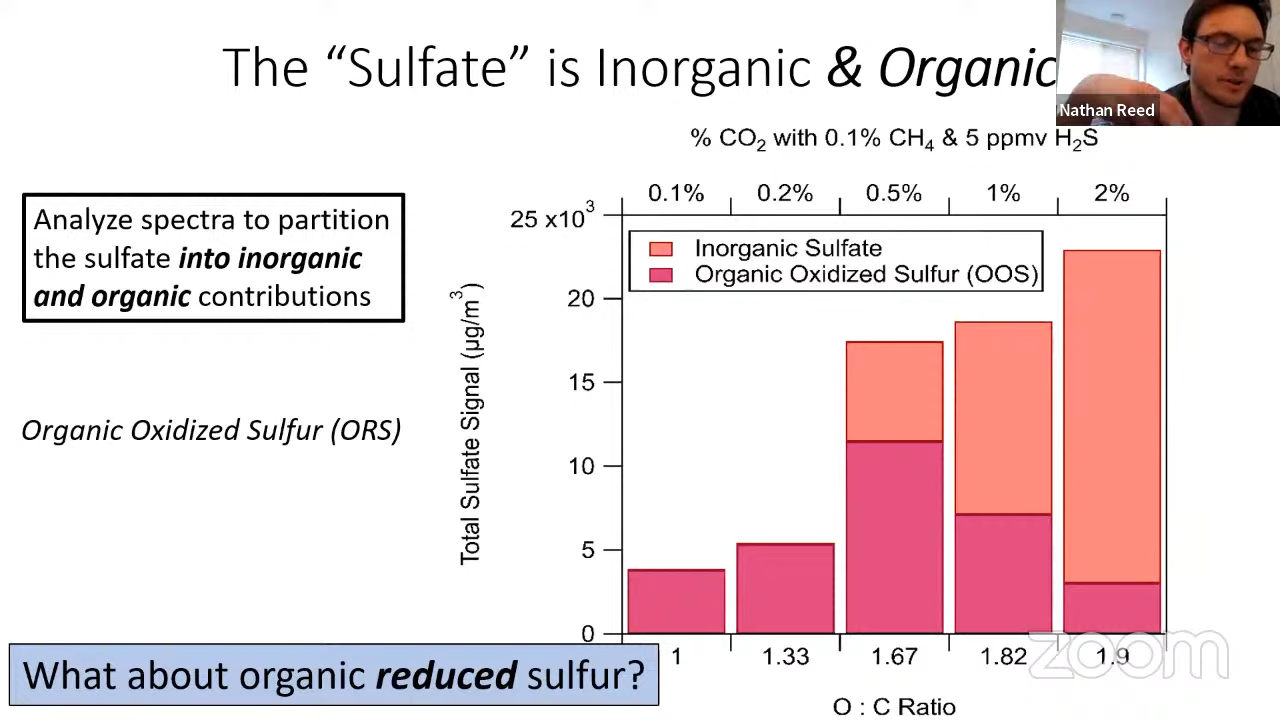 The “Sulfate” is Inorganic & Organic
Nathan Reed
% CO₂ with 0.1% CH₄ & 5 ppmv H₂S
Analyze spectra to partition
the sulfate into inorganic
and organic contributions
Organic Oxidized Sulfur (ORS)
0.1% 0.2% 0.5% 1% 2%
25 x10³
Inorganic Sulfate
Organic Oxidized Sulfur (OOS)
20
15
10
5
0
Total Sulfate Signal (µg/m³)
1 1.33 1.67 1.82 1.9
O : C Ratio
What about organic reduced sulfur?
zoom